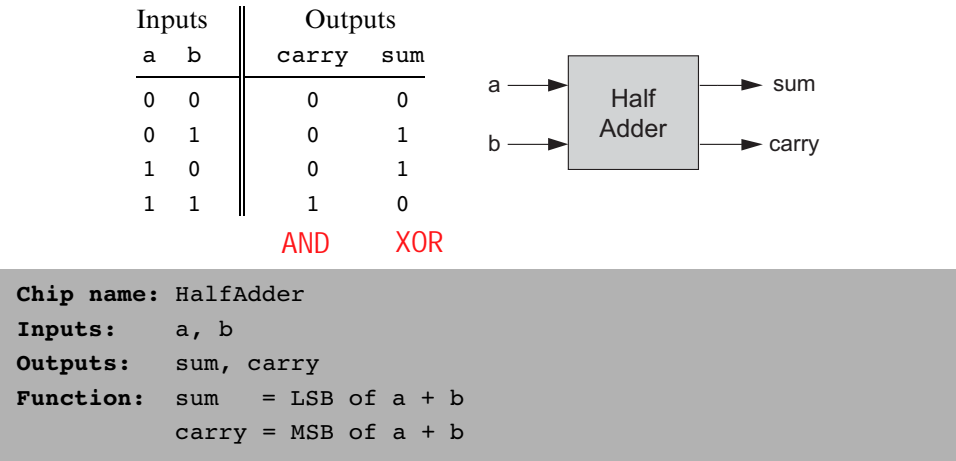 Inputs Outputs
a b carry sum
0 0 0 0
0 1 0 1
1 0 0 1
1 1 1 0
AND XOR
a Half Adder sum
b carry
Chip name: HalfAdder
Inputs: a, b
Outputs: sum, carry
Function: sum = LSB of a + b
carry = MSB of a + b